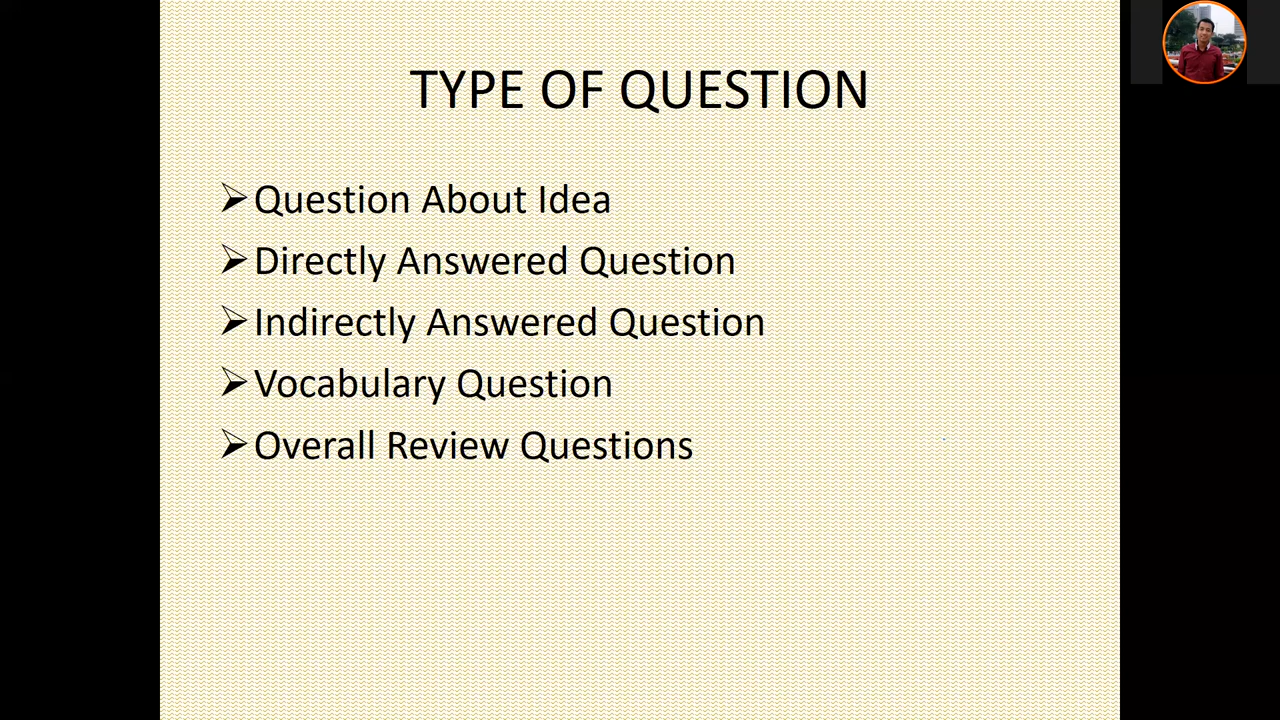 TYPE OF QUESTION
Question About Idea
Directly Answered Question
Indirectly Answered Question
Vocabulary Question
Overall Review Questions